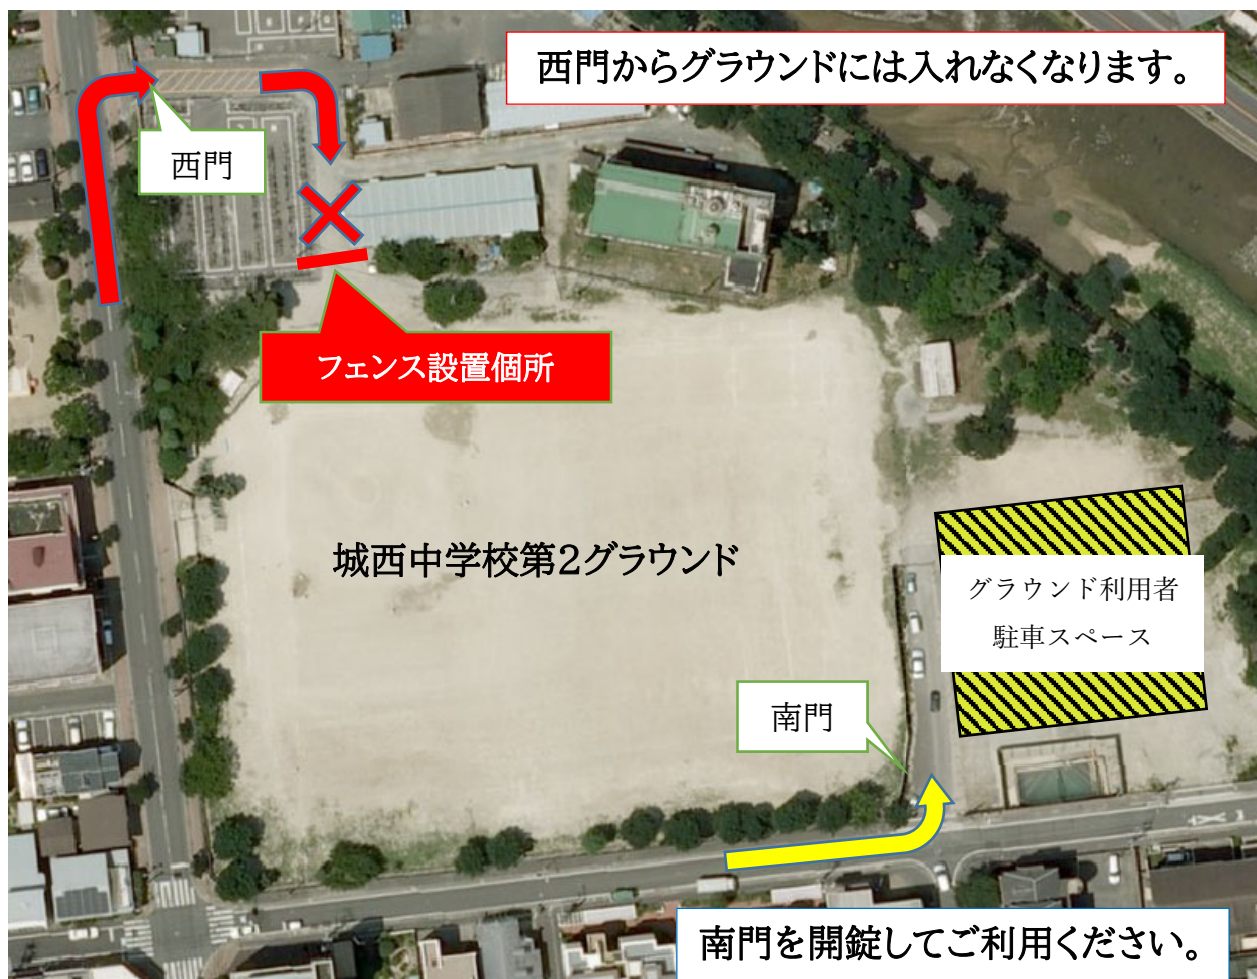 西門からグラウンドには入れなくなります。
西門
フェンス設置個所
城西中学校第2グラウンド
グラウンド利用者
駐車スペース
南門
南門を開錠してご利用ください。